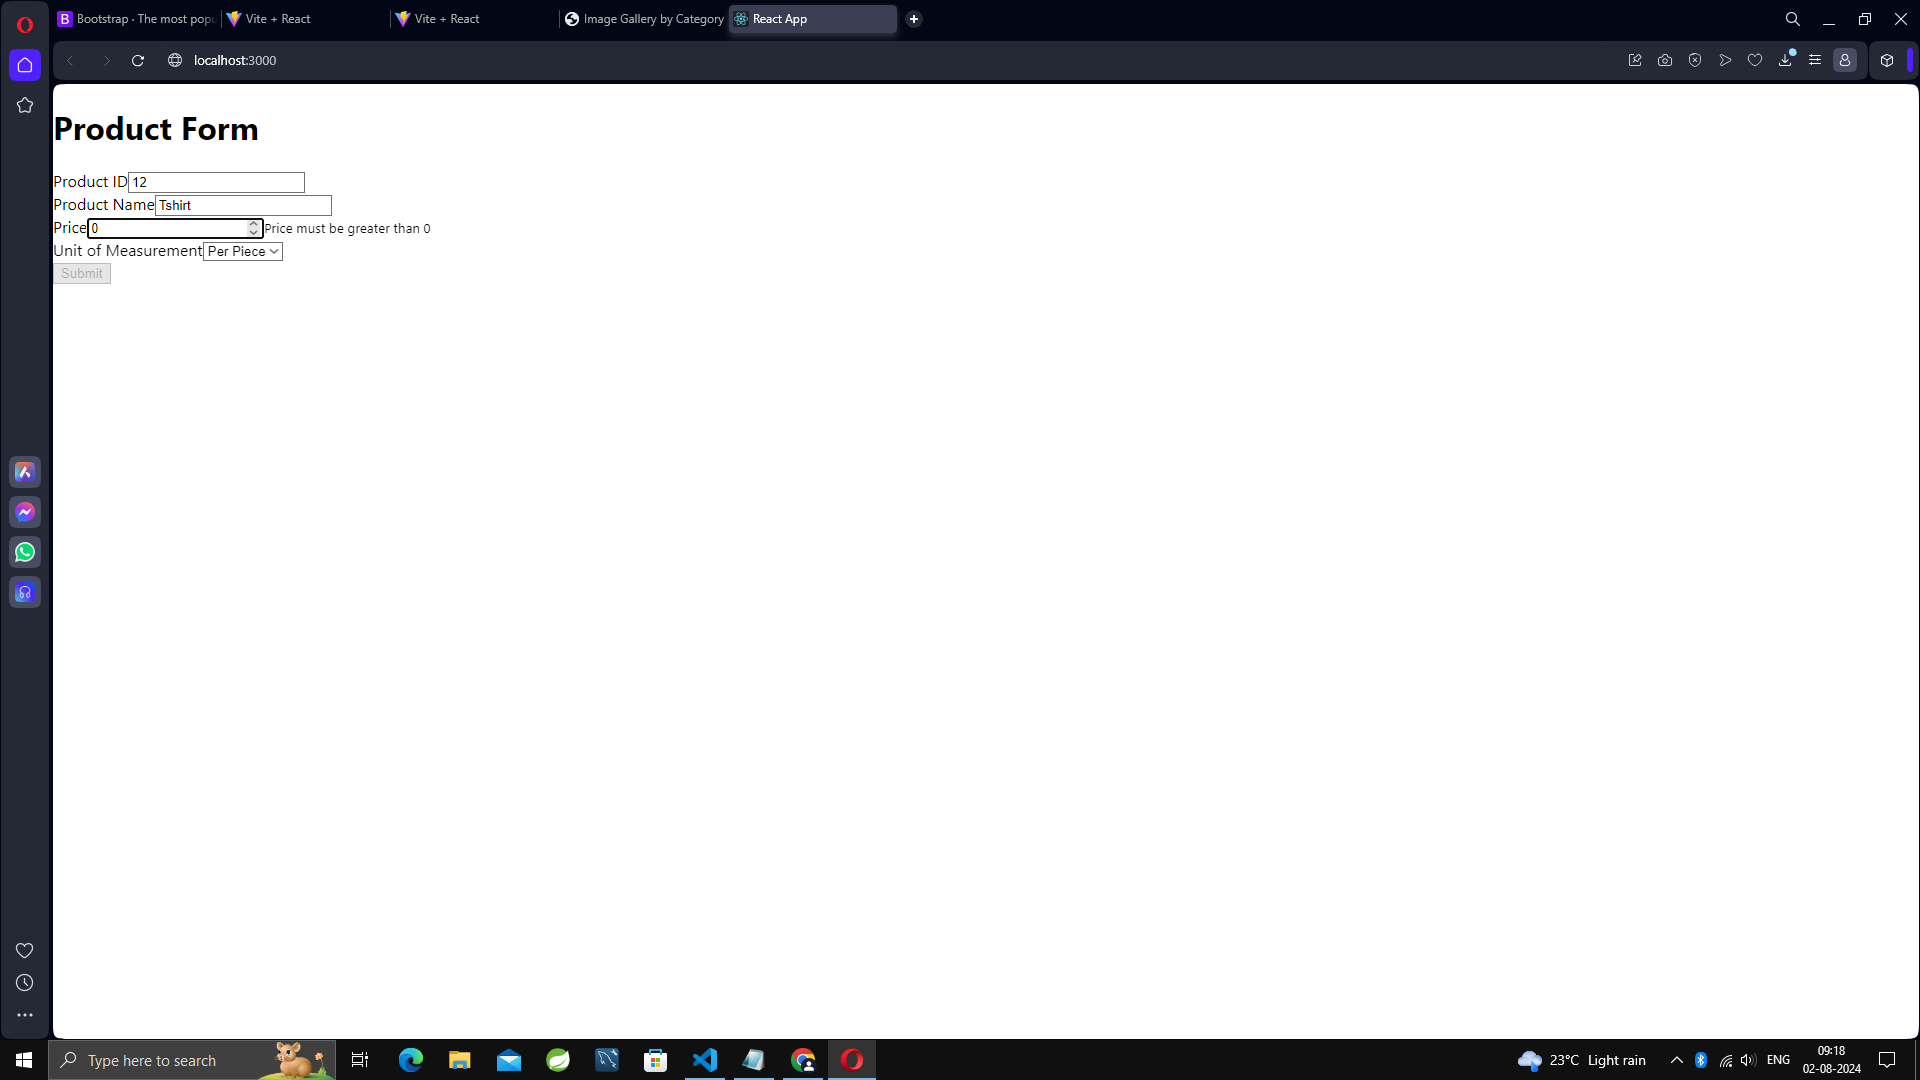 Bootstrap · The most popu
Vite + React
Vite + React
Image Gallery by Category
React App
localhost:3000
Product Form
Product ID 12
Product Name Tshirt
Price 0 Price must be greater than 0
Unit of Measurement Per Piece
Submit
Type here to search
23°C Light rain
ENG
09:18
02-08-2024